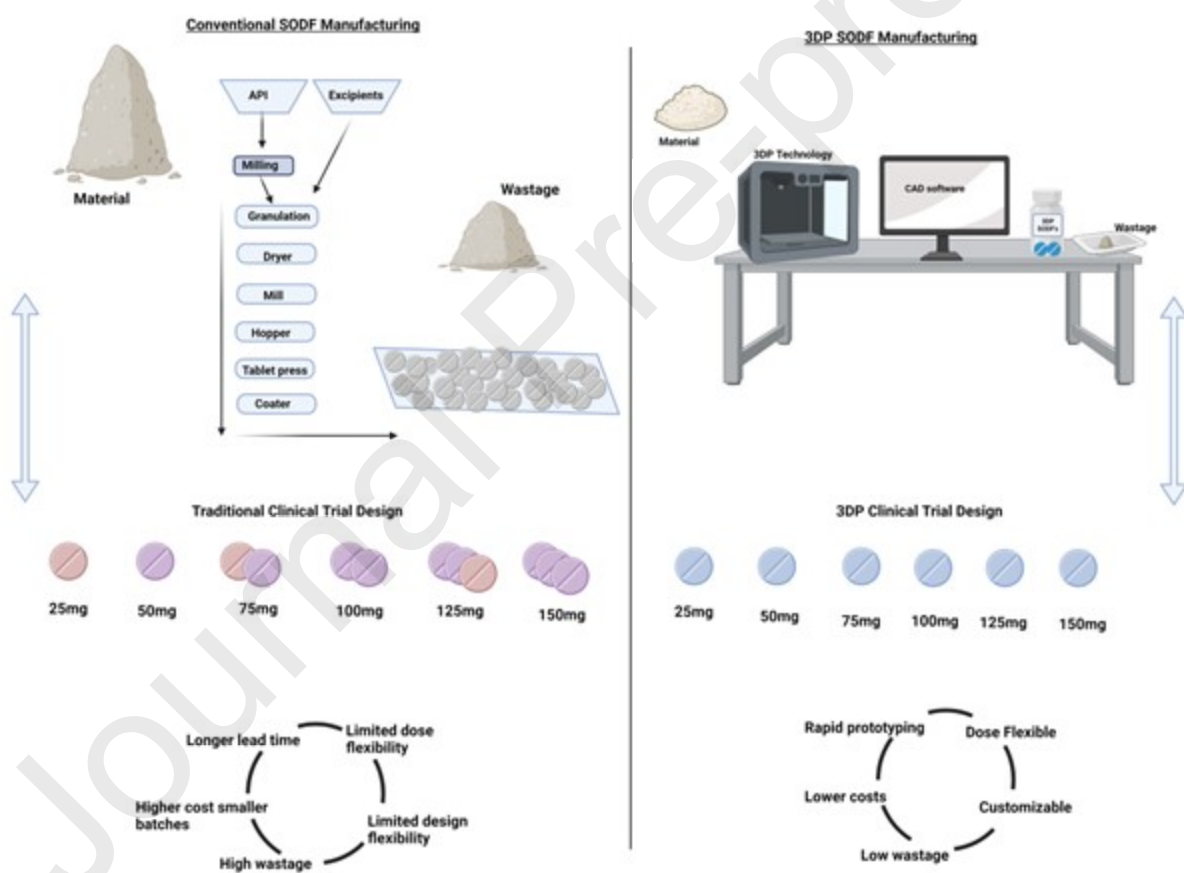 Conventional SODF Manufacturing
Material
API
Excipients
Milling
Granulation
Dryer
Mill
Hopper
Tablet press
Coater
Wastage
Traditional Clinical Trial Design
25mg
50mg
75mg
100mg
125mg
150mg
Longer lead time
Limited dose
flexibility
Higher cost smaller
batches
Limited design
flexibility
High wastage
3DP SODF Manufacturing
Material
3DP Technology
CAD software
3DP
SODFs
Wastage
3DP Clinical Trial Design
25mg
50mg
75mg
100mg
125mg
150mg
Rapid prototyping
Dose Flexible
Lower costs
Customizable
Low wastage
Journal Pre-pro